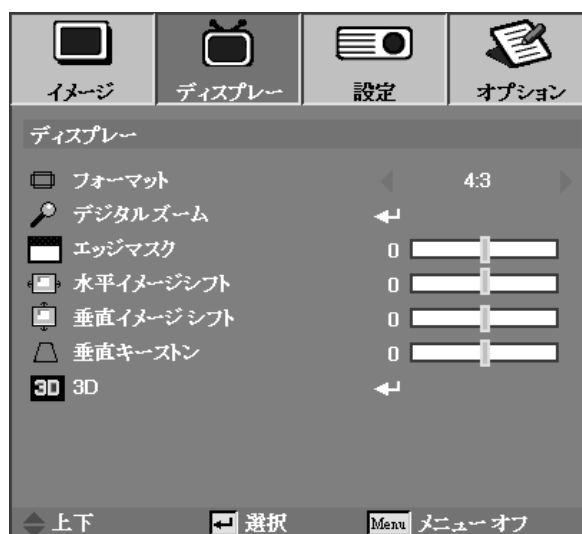 イメージ ディスプレー 設定 オプション
ディスプレー
フォーマット 4:3
デジタルズーム
エッジマスク 0
水平イメージシフト 0
垂直イメージ シフト 0
垂直キーストン 0
3D 3D
上下 選択 Menu メニュー オフ